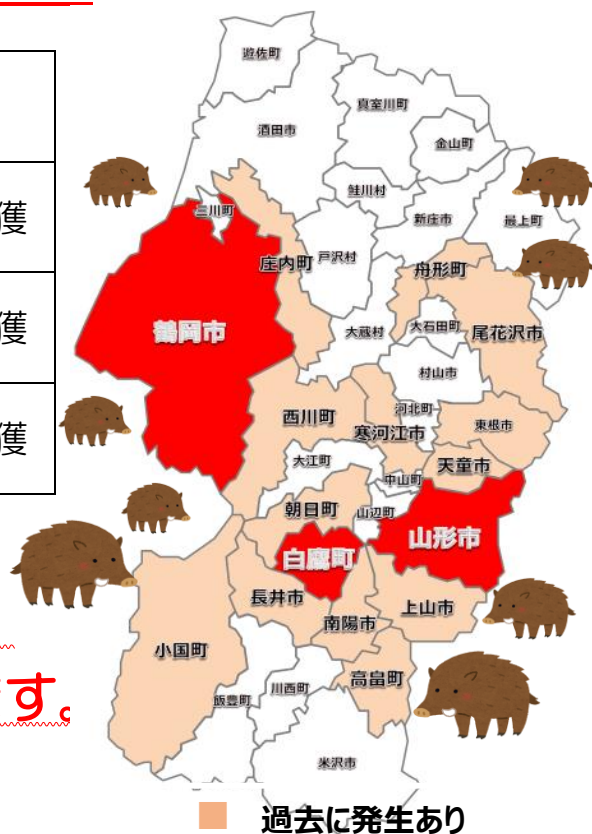 獲
獲
獲
す。
遊佐町
真室川町
酒田市
金山町
鮭川村
三川町
新庄市
最上町
庄内町
戸沢村
舟形町
鶴岡市
大蔵村
大石田町
尾花沢市
村山市
西川町
河北町
寒河江市
東根市
大江町
天童市
中山町
朝日町
山辺町
山形市
白鷹町
長井市
上山市
南陽市
小国町
高畠町
川西町
飯豊町
米沢市
過去に発生あり